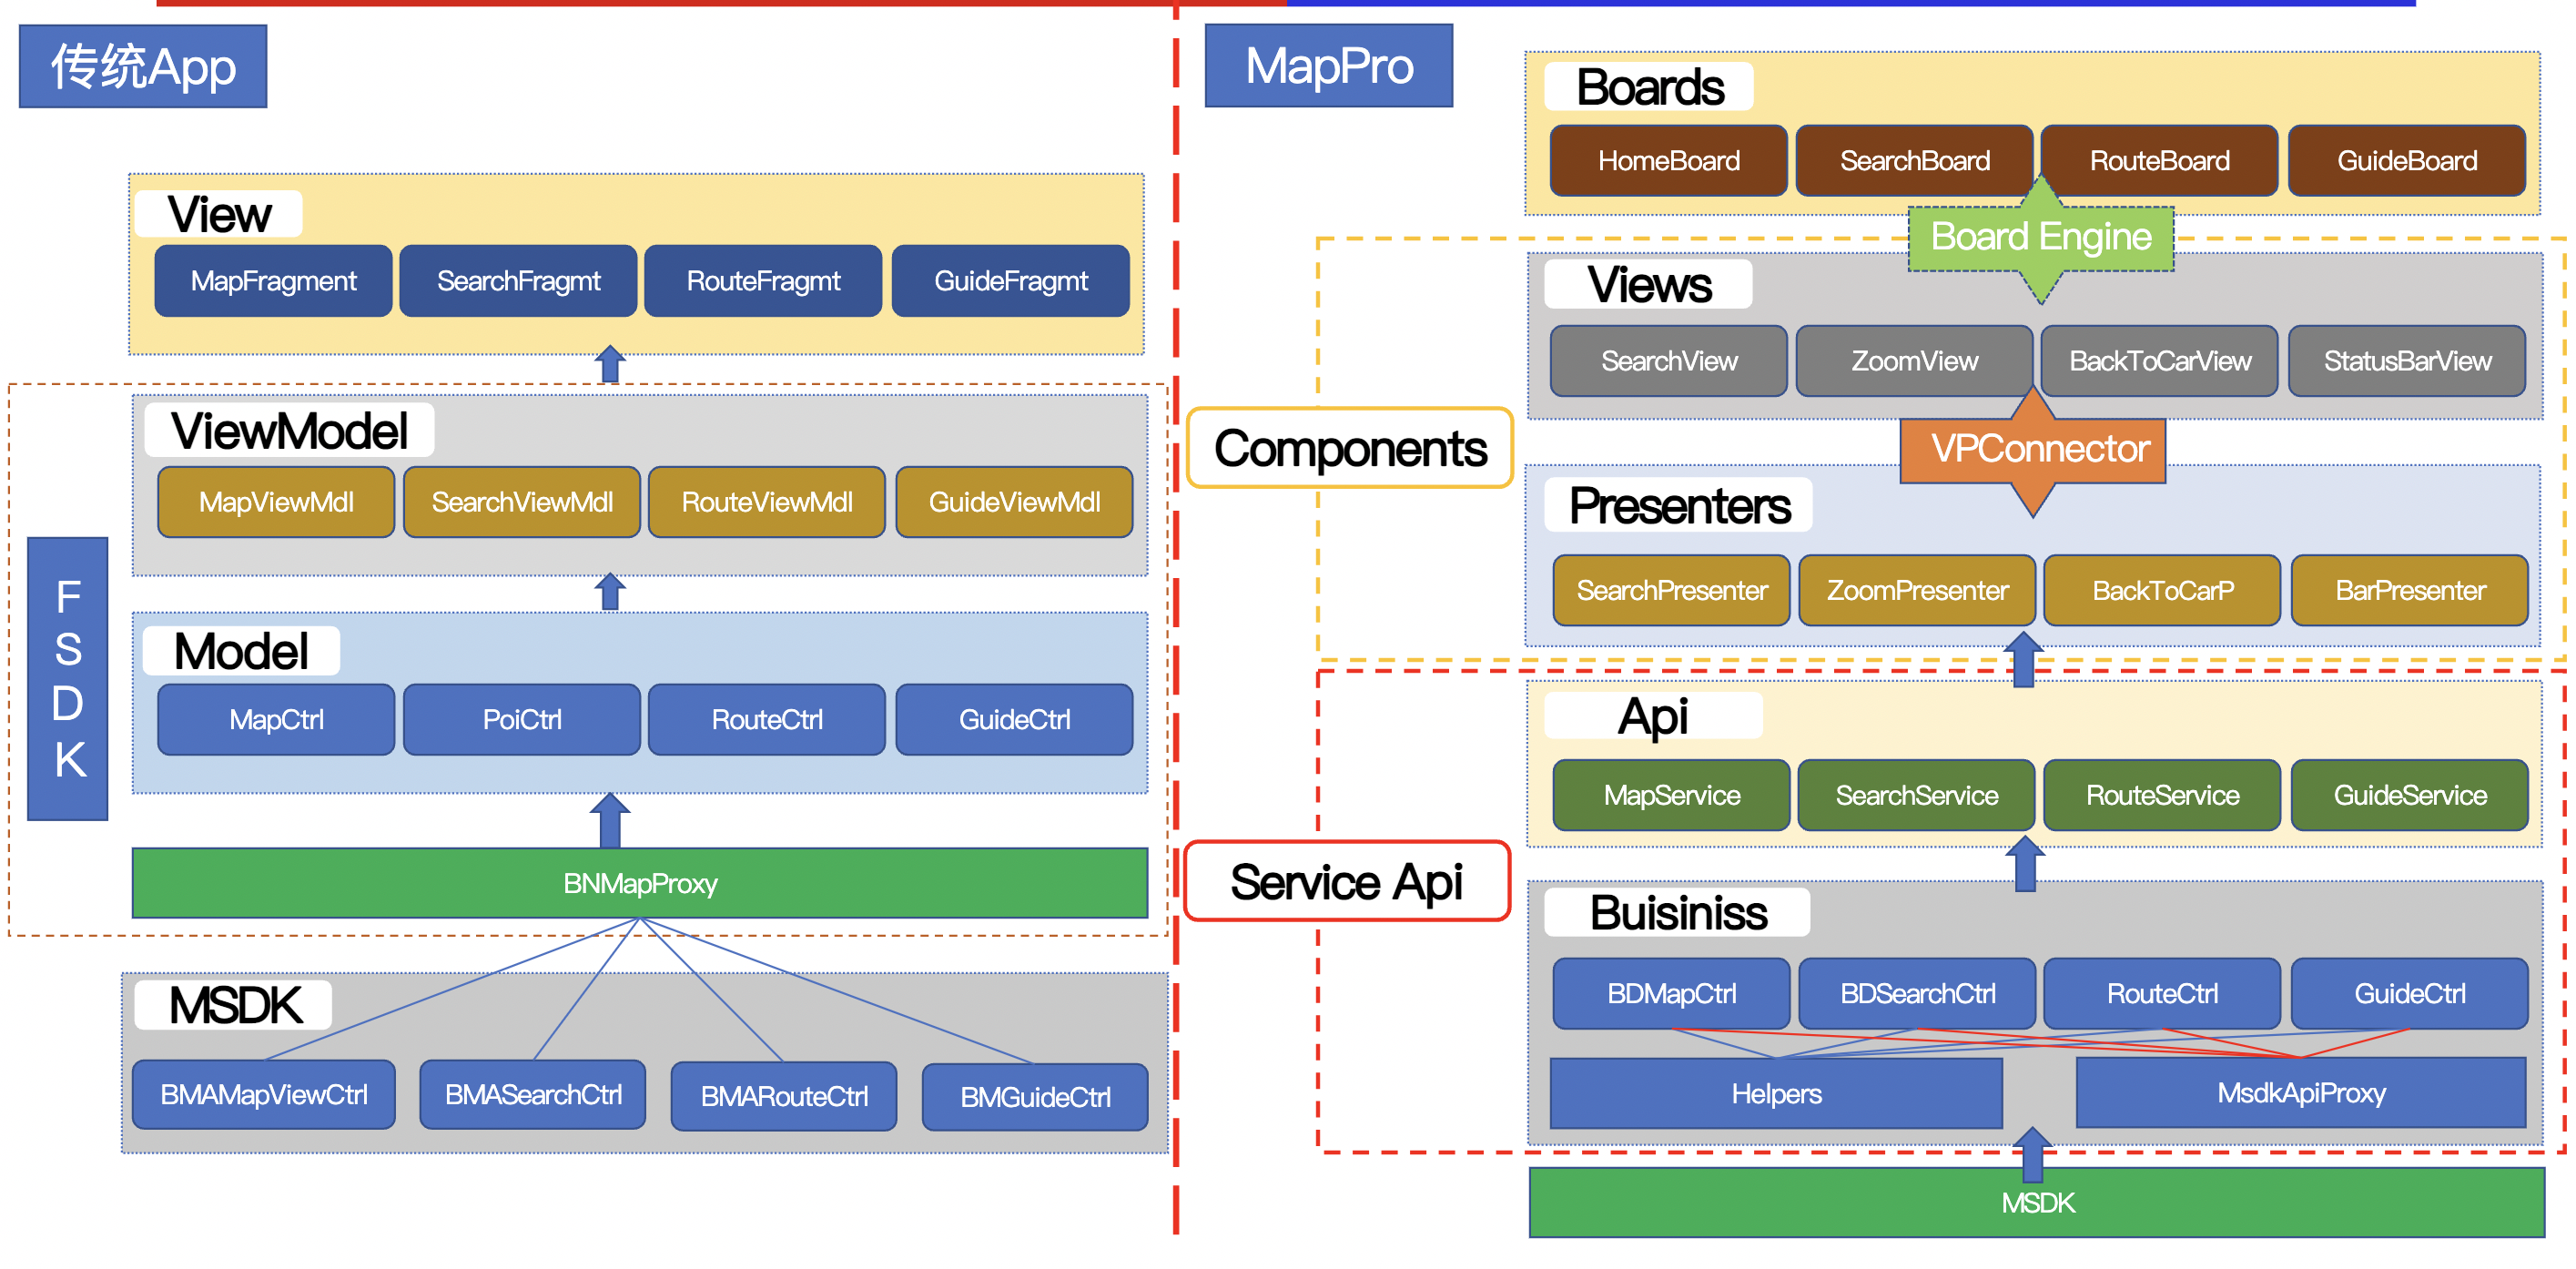 传统App
View
MapFragment
SearchFragmt
RouteFragmt
GuideFragmt
FSDK
ViewModel
MapViewMdl
SearchViewMdl
RouteViewMdl
GuideViewMdl
Model
MapCtrl
PoiCtrl
RouteCtrl
GuideCtrl
BNMapProxy
MSDK
BMAMapViewCtrl
BMASearchCtrl
BMARouteCtrl
BMGuideCtrl
MapPro
Boards
HomeBoard
SearchBoard
RouteBoard
GuideBoard
Board Engine
Components
Views
SearchView
ZoomView
BackToCarView
StatusBarView
VPConnector
Presenters
SearchPresenter
ZoomPresenter
BackToCarP
BarPresenter
Service Api
Api
MapService
SearchService
RouteService
GuideService
Buisiniss
BDMapCtrl
BDSearchCtrl
RouteCtrl
GuideCtrl
Helpers
MsdkApiProxy
MSDK